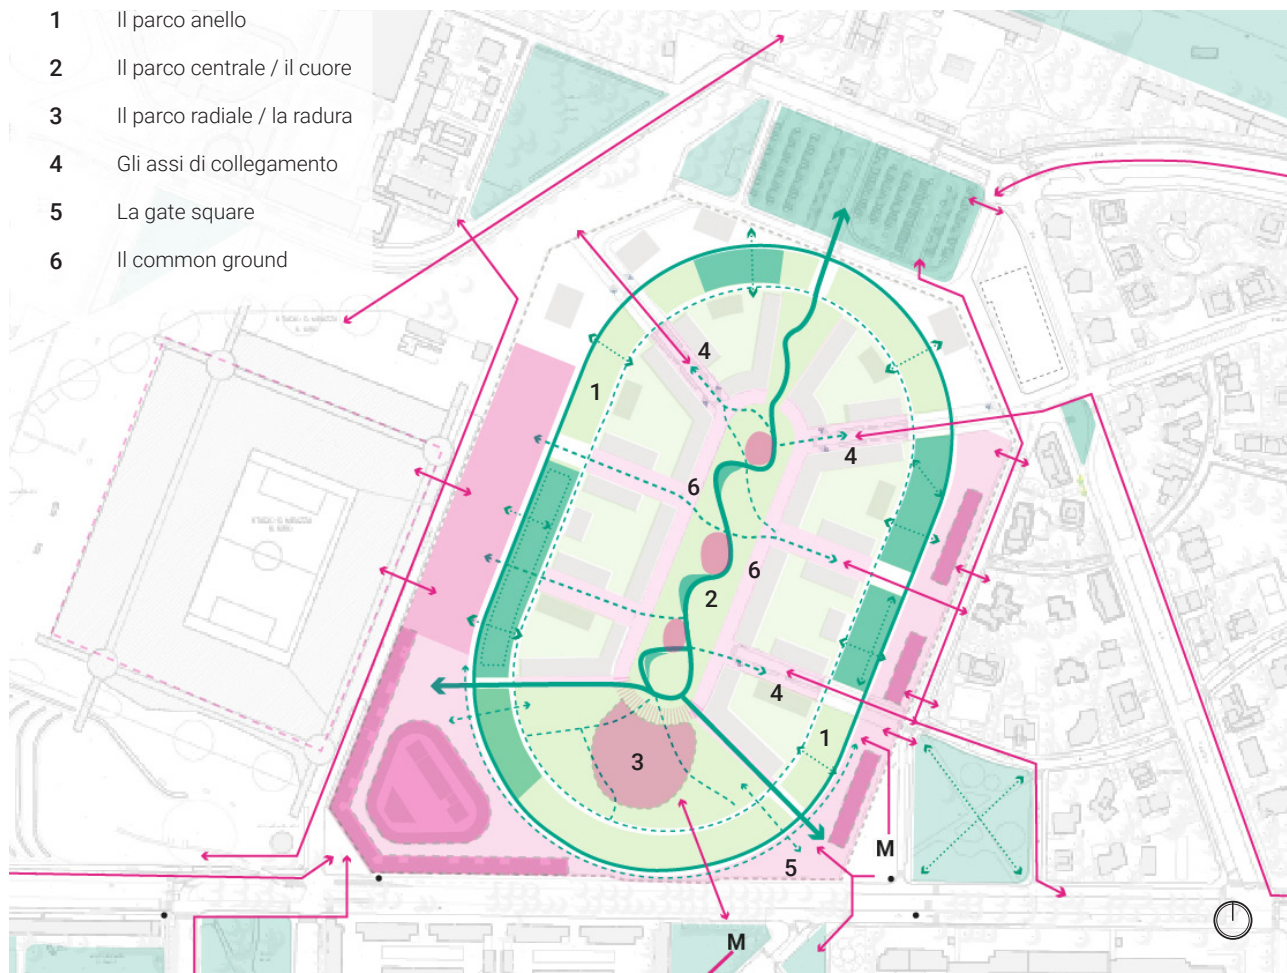 1 Il parco anello
2 Il parco centrale / il cuore
3 Il parco radiale / la radura
4 Gli assi di collegamento
5 La gate square
6 Il common ground
4
1
4
6
6
2
4
1
3
M
5
M